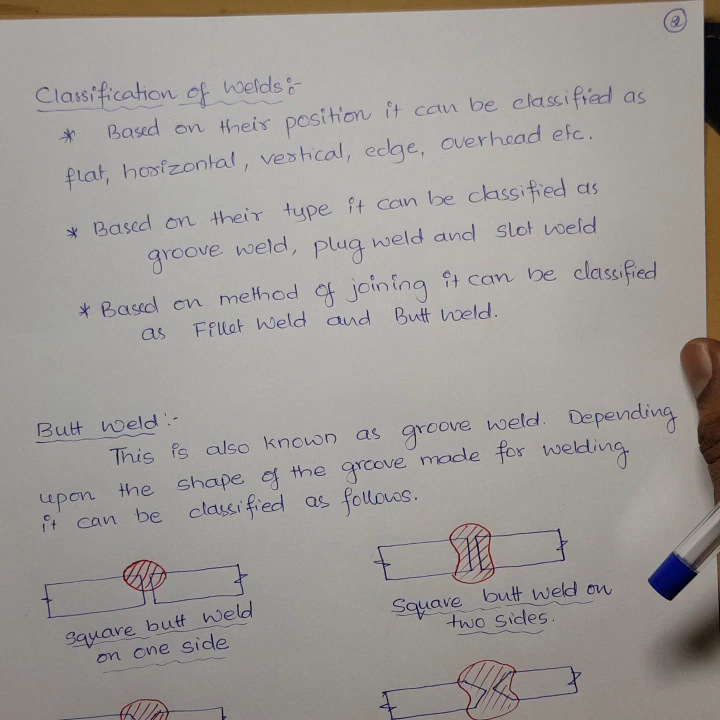 2
Classification of Welds:-
* Based on their position it can be classified as
flat, horizontal, vertical, edge, overhead etc.
* Based on their type it can be classified as
groove weld, plug weld and slot weld
* Based on method of joining it can be classified
as Fillet Weld and Butt Weld.
Butt Weld:-
This is also known as groove weld. Depending
upon the shape of the groove made for welding
it can be classified as follows.
Square butt weld
on one side
Square butt weld on
two sides.